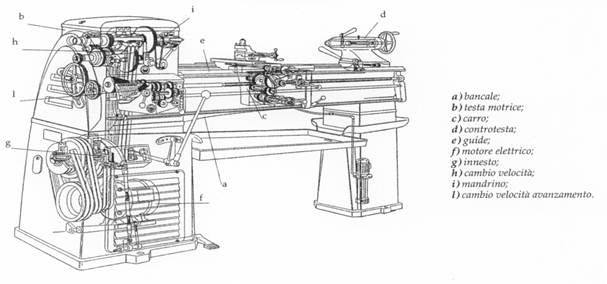 b
h
l
g
i
e
d
c
a
f
a) bancale;
b) testa motrice;
c) carro;
d) controtesta;
e) guide;
f) motore elettrico;
g) innesto;
h) cambio velocità;
i) mandrino;
l) cambio velocità avanzamento.